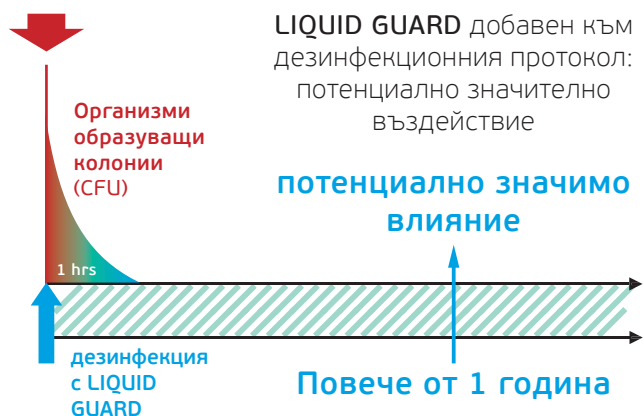 LIQUID GUARD добавен към
дезинфекционния протокол:
потенциално значително
въздействие
Организми
образуващи
колонии
(CFU)
потенциално значимо
влияние
1 hrs
дезинфекция
с LIQUID
GUARD
Повече от 1 година